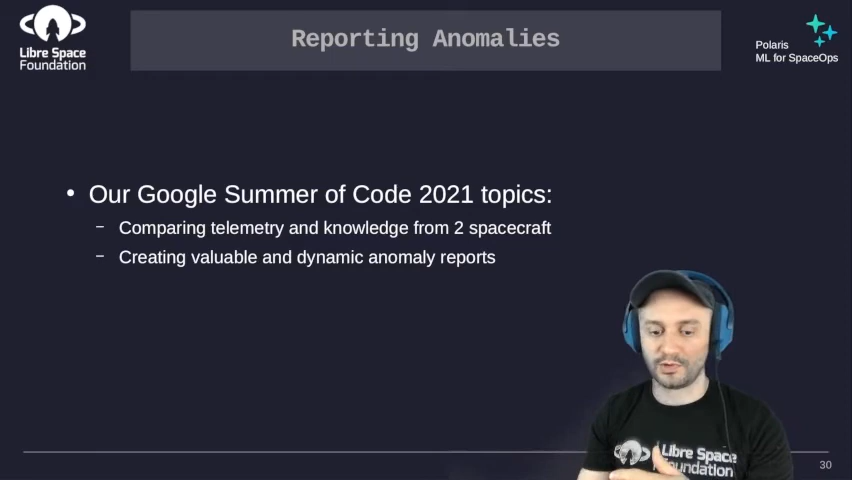 Libre Space
Foundation
Reporting Anomalies
Polaris
ML for SpaceOps
• Our Google Summer of Code 2021 topics:
– Comparing telemetry and knowledge from 2 spacecraft
– Creating valuable and dynamic anomaly reports
Libre Space
Foundation
30